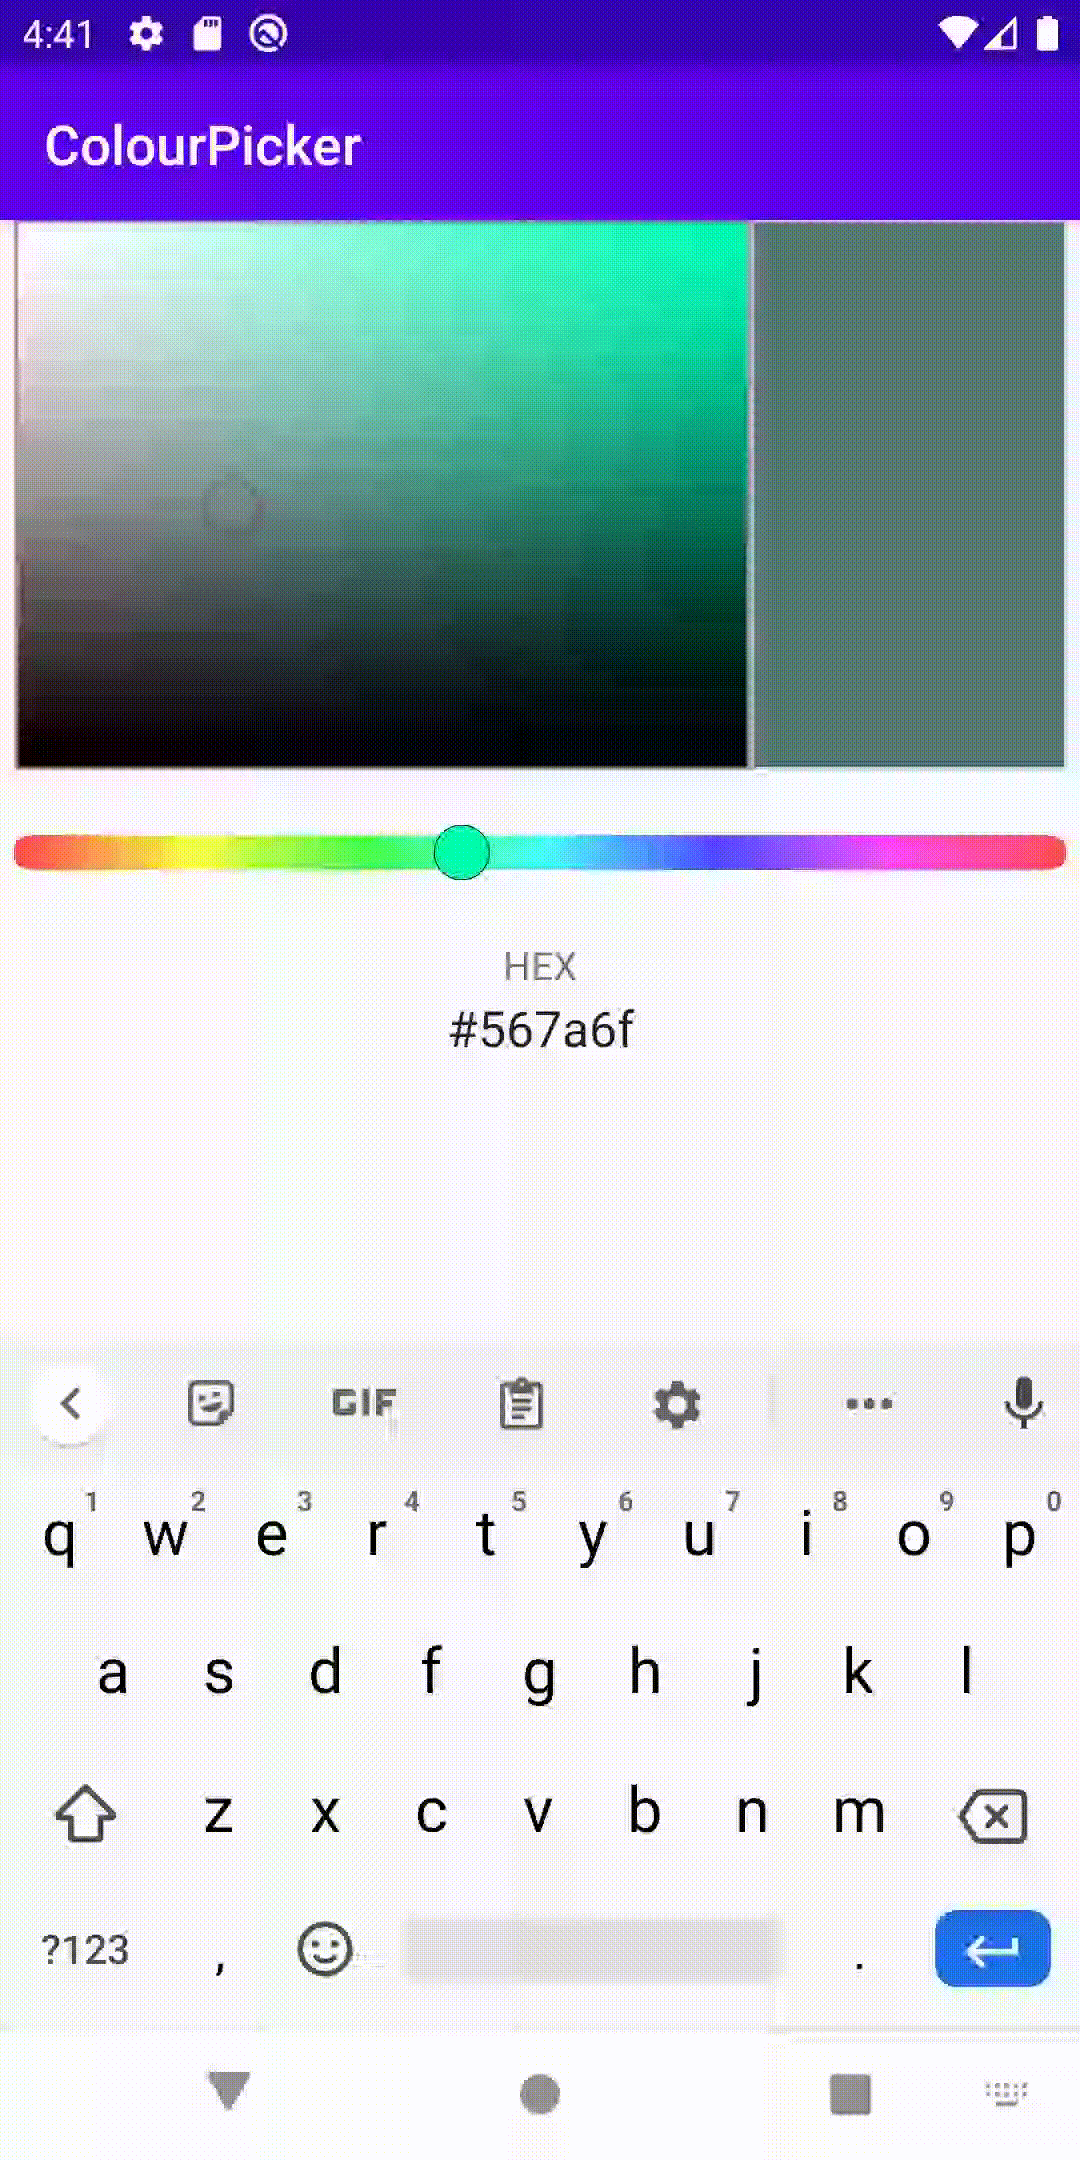 4:41
ColourPicker
HEX
#567a6f
GIF
1 2 3 4 5 6 7 8 9 0
q w e r t y u i o p
a s d f g h j k l
z x c v b n m
?123 , .